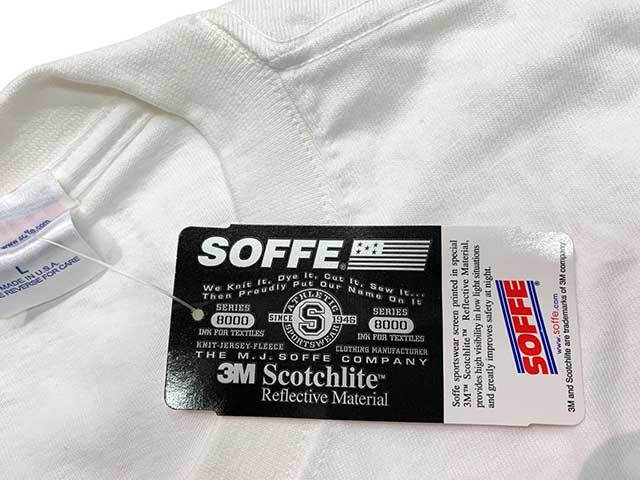 SOFFE®
We Knit It, Dye It, Cut It, Sew It...
Then Proudly Put Our Name On It
SERIES
8000
INK FOR TEXTILES
SINCE
ATHLETIC
S
SPORTSWEAR
1946
SERIES
8000
INK FOR TEXTILES
KNIT-JERSEY-FLEECE
CLOTHING MANUFACTURER
THE M.J. SOFFE COMPANY
3M Scotchlite™
Reflective Material
Soffe sportswear screen printed in special
3M™ Scotchlite™ Reflective Material,
provides high visibility in low light situations
and greatly improves safety at night.
SOFFE
www.soffe.com
3M and Scotchlite are trademarks of 3M company
L
MADE IN U.S.A.
REVERSE FOR CARE